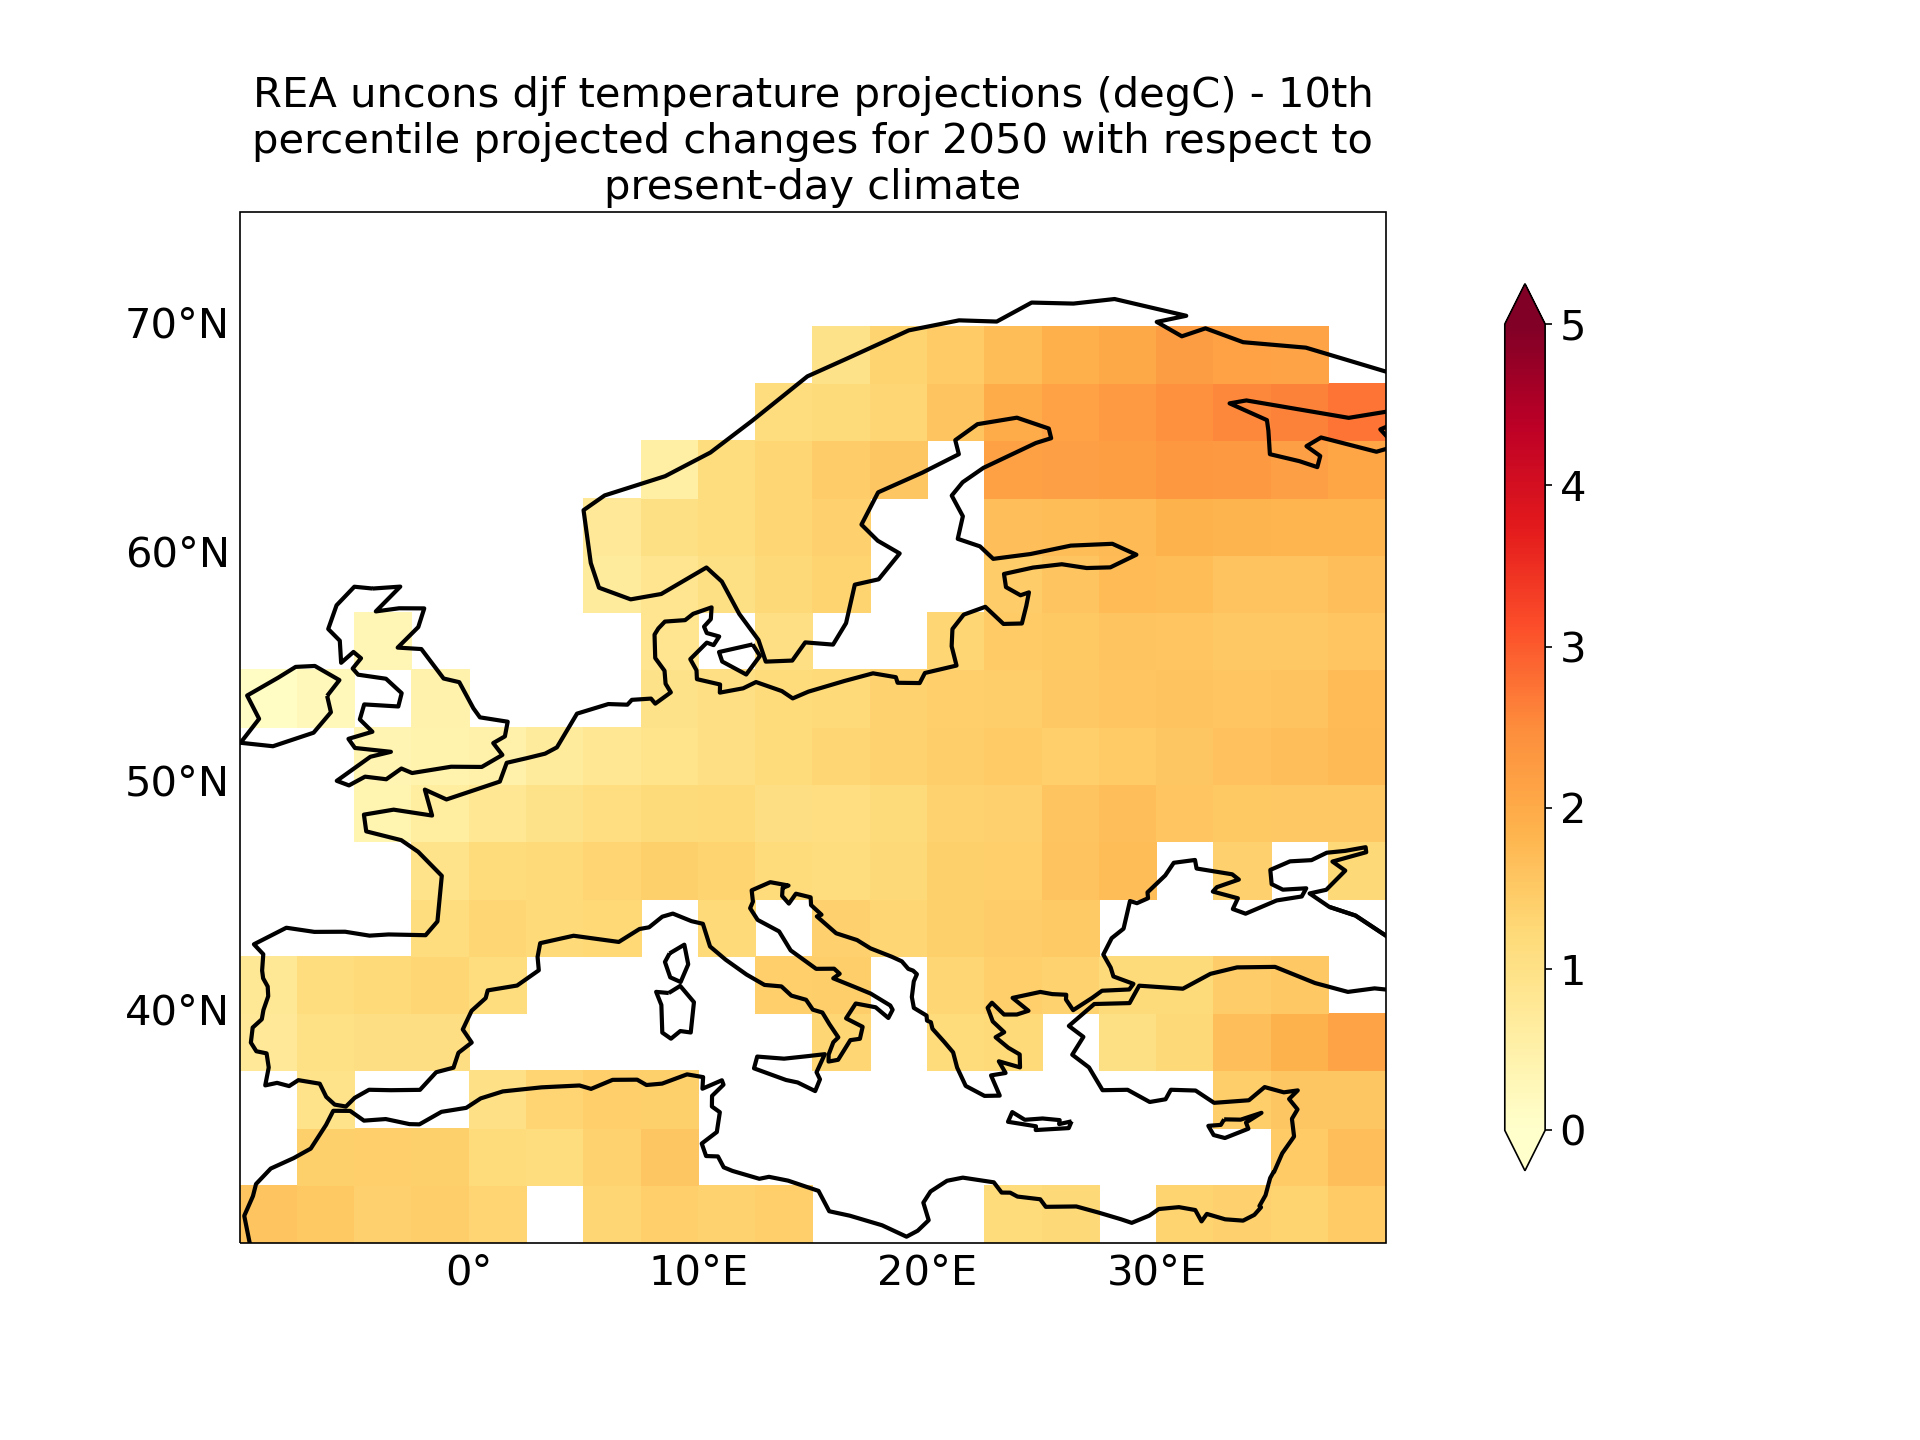 REA uncons djf temperature projections (degC) - 10th
percentile projected changes for 2050 with respect to
present-day climate
70°N
60°N
50°N
40°N
0°
10°E
20°E
30°E
5
4
3
2
1
0